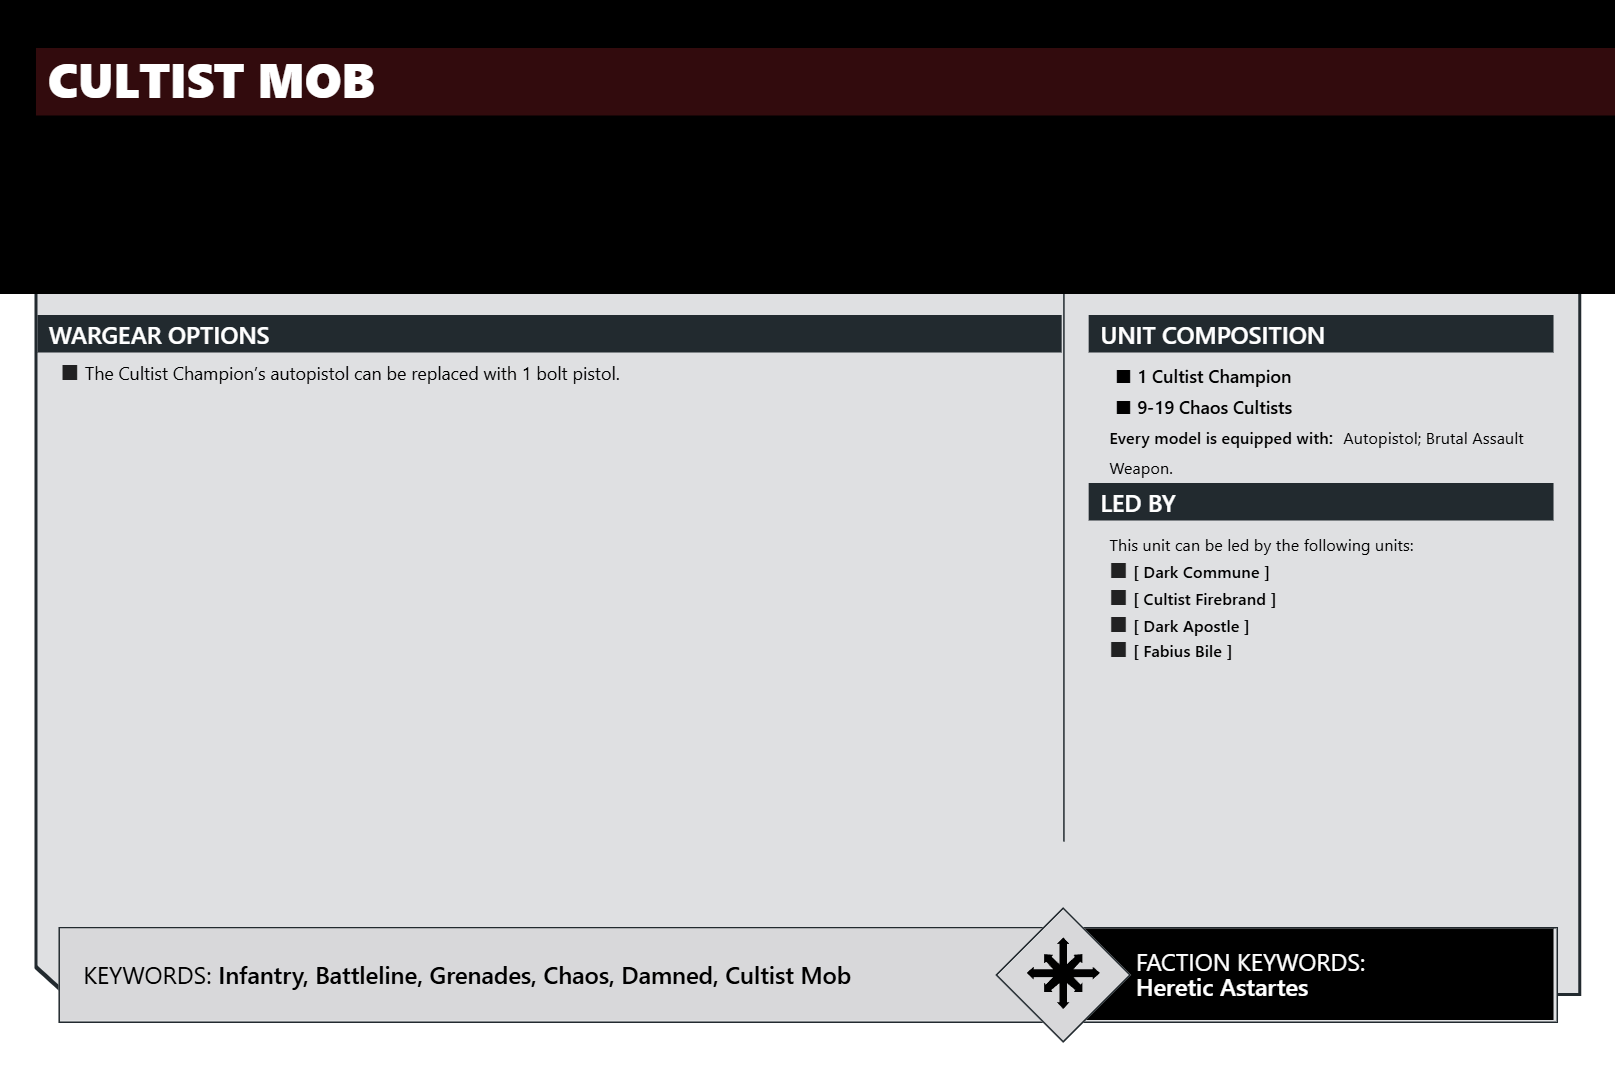 CULTIST MOB
WARGEAR OPTIONS
The Cultist Champion’s autopistol can be replaced with 1 bolt pistol.
UNIT COMPOSITION
1 Cultist Champion
9-19 Chaos Cultists
Every model is equipped with: Autopistol; Brutal Assault
Weapon.
LED BY
This unit can be led by the following units:
[ Dark Commune ]
[ Cultist Firebrand ]
[ Dark Apostle ]
[ Fabius Bile ]
KEYWORDS: Infantry, Battleline, Grenades, Chaos, Damned, Cultist Mob
FACTION KEYWORDS:
Heretic Astartes